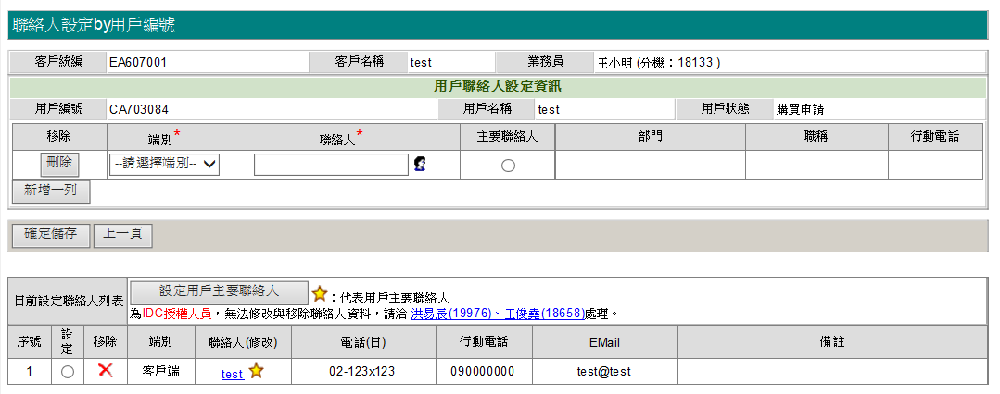 聯絡人設定by用戶編號
客戶統編 EA607001 客戶名稱 test 業務員 王小明 (分機：18133 )
用戶聯絡人設定資訊
用戶編號 CA703084 用戶名稱 test 用戶狀態 購買申請
移除 端別* 聯絡人* 主要聯絡人 部門 職稱 行動電話
刪除 --請選擇端別--
新增一列
確定儲存 上一頁
目前設定聯絡人列表 設定用戶主要聯絡人 ：代表用戶主要聯絡人
為IDC授權人員，無法修改與移除聯絡人資料，請洽 洪易辰(19976)、王俊堯(18658)處理。
序號 設定 移除 端別 聯絡人(修改) 電話(日) 行動電話 EMail 備註
1 客戶端 test 02-123x123 090000000 test@test